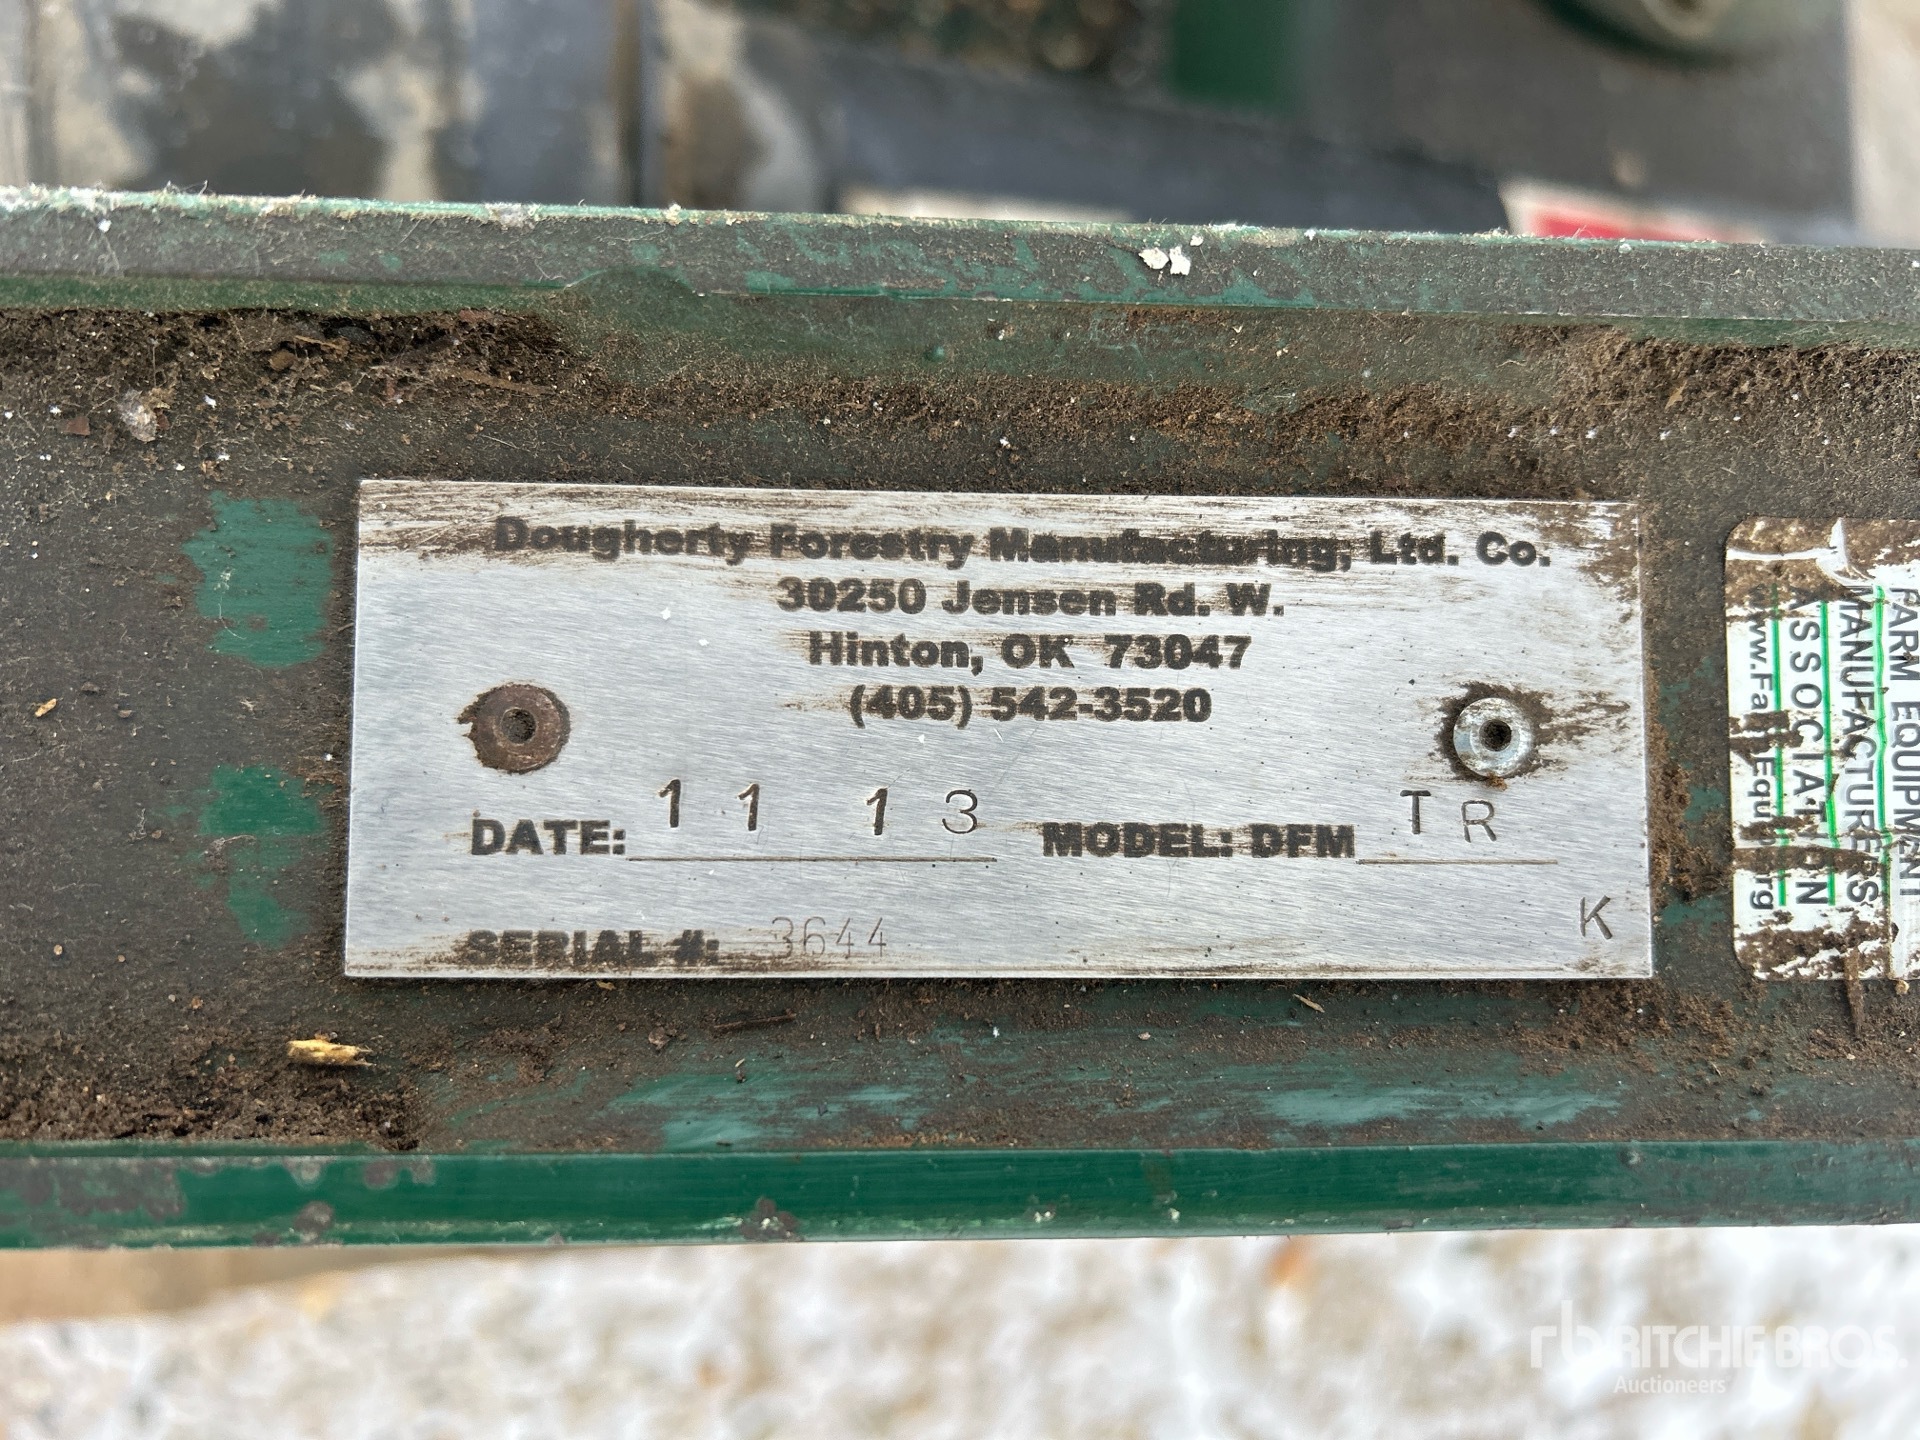 Dougherty Forestry Manufacturing, Ltd. Co.
30250 Jensen Rd. W.
Hinton, OK 73047
(405) 542-3520
DATE: 11 13 MODEL: DFM TR
SERIAL #: 3644 K
FARM EQUIPMENT
MANUFACTURERS
ASSOCIATION
rb RITCHIE BROS.
Auctioneers